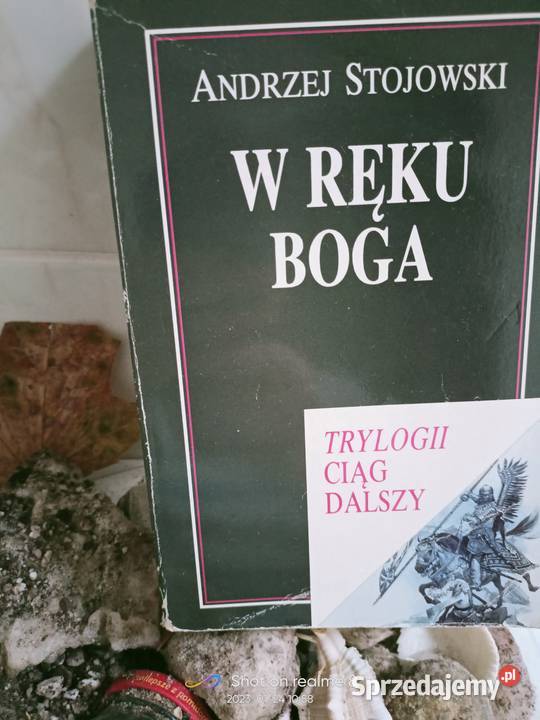 ANDRZEJ STOJOWSKI
W RĘKU
BOGA
TRYLOGII
CIĄG
DALSZY
Shot on realme
Sprzedajemy.pl